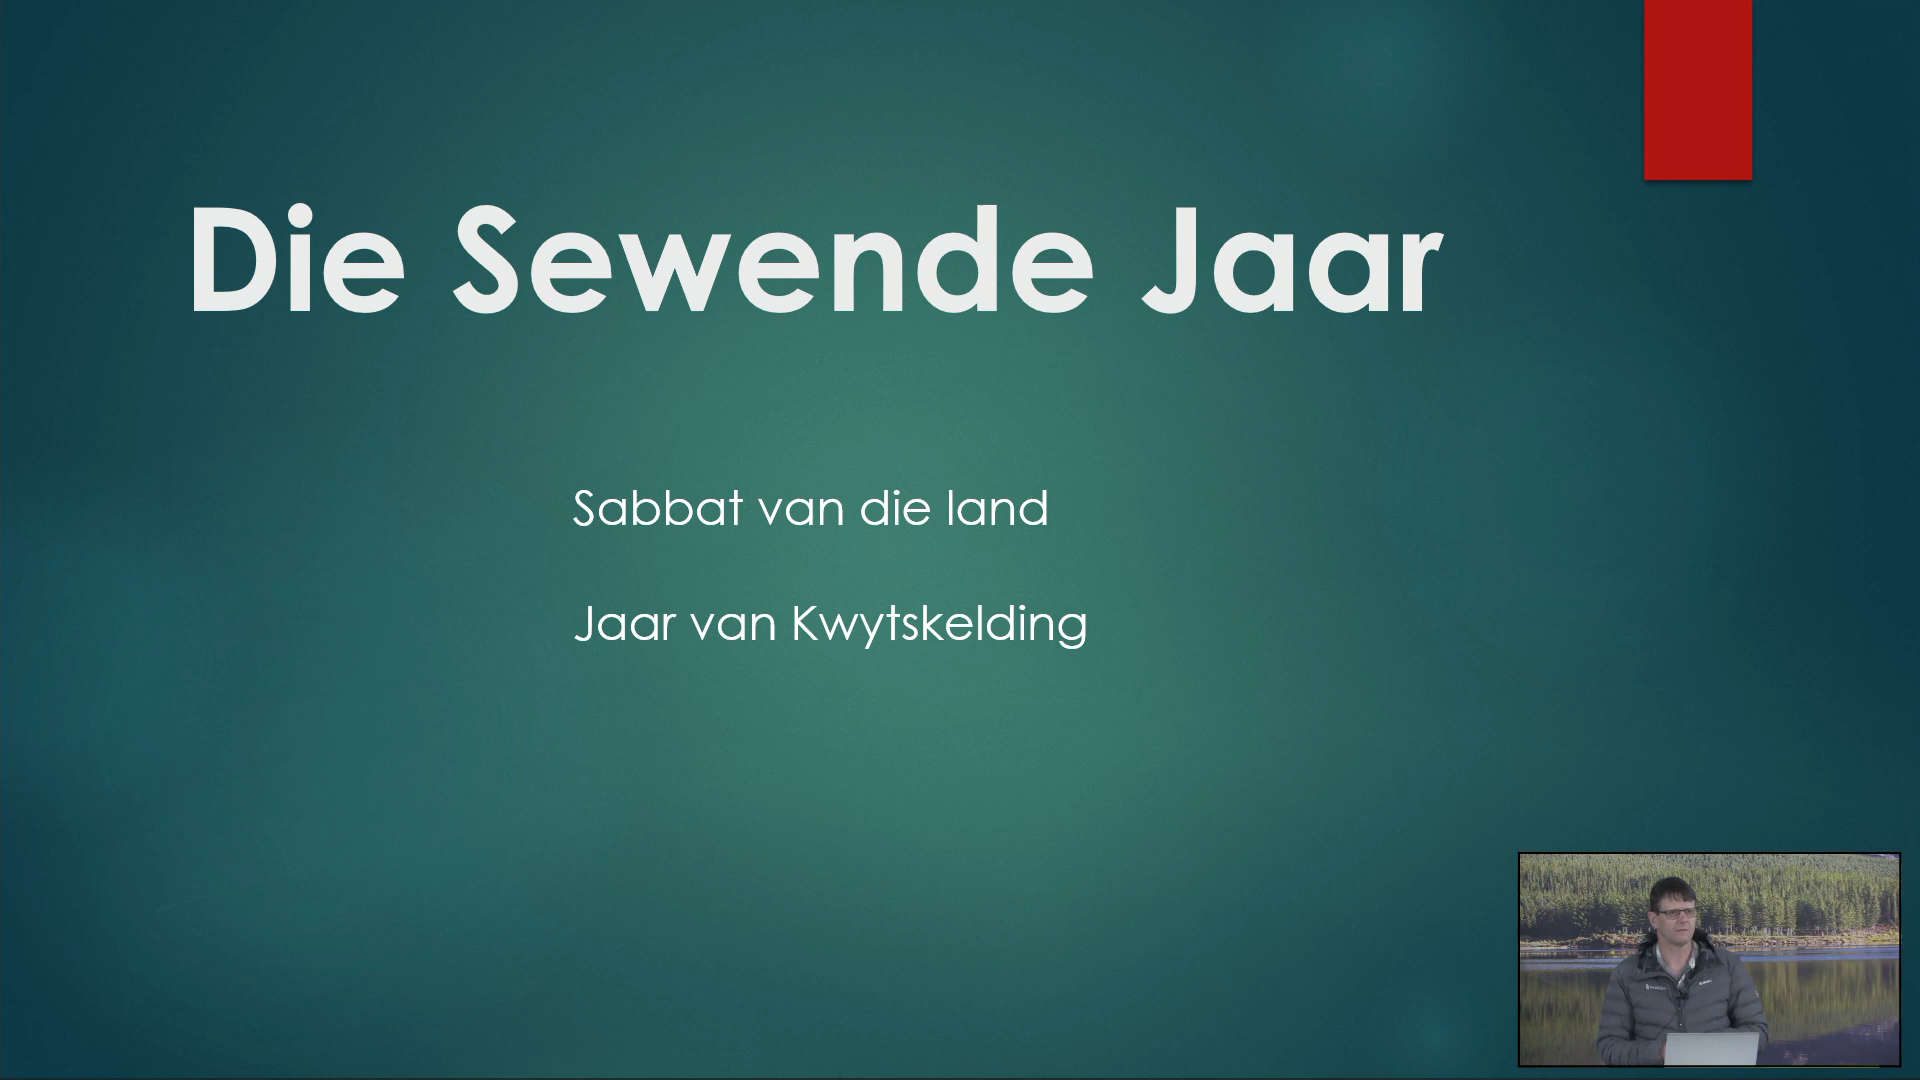 Die Sewende Jaar
Sabbat van die land
Jaar van Kwytskelding